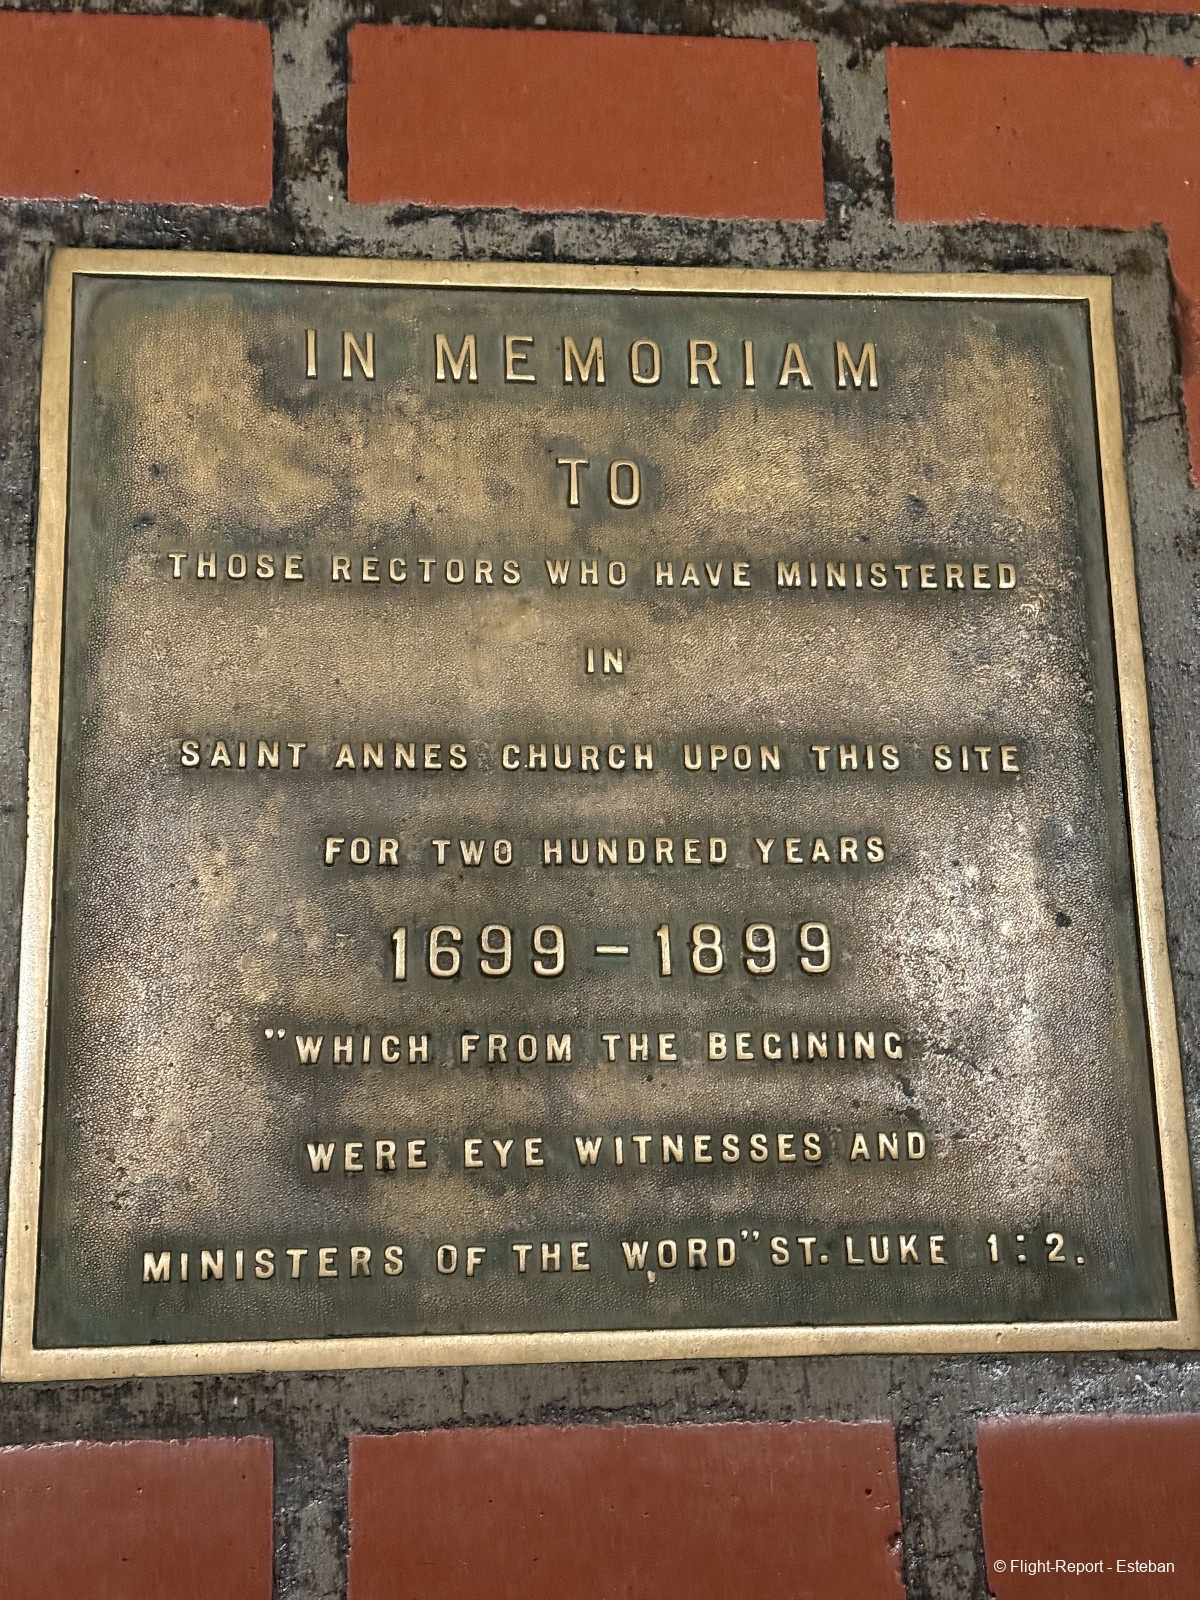 IN MEMORIAM
TO
THOSE RECTORS WHO HAVE MINISTERED
IN
SAINT ANNES CHURCH UPON THIS SITE
FOR TWO HUNDRED YEARS
1699 - 1899
"WHICH FROM THE BEGINING
WERE EYE WITNESSES AND
MINISTERS OF THE WORD" ST. LUKE 1 : 2.
© Flight-Report - Esteban